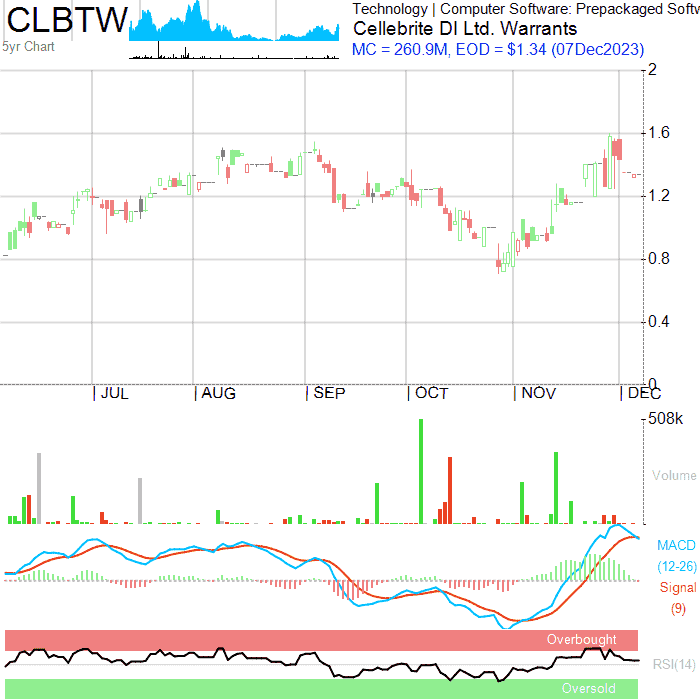 CLBTW
5yr Chart
Technology | Computer Software: Prepackaged Softw
Cellebrite DI Ltd. Warrants
MC = 260.9M, EOD = $1.34 (07Dec2023)
2
1.6
1.2
0.8
0.4
0
JUL AUG SEP OCT NOV DEC
508k
Volume
MACD
(12-26)
Signal
(9)
Overbought
RSI(14)
Oversold